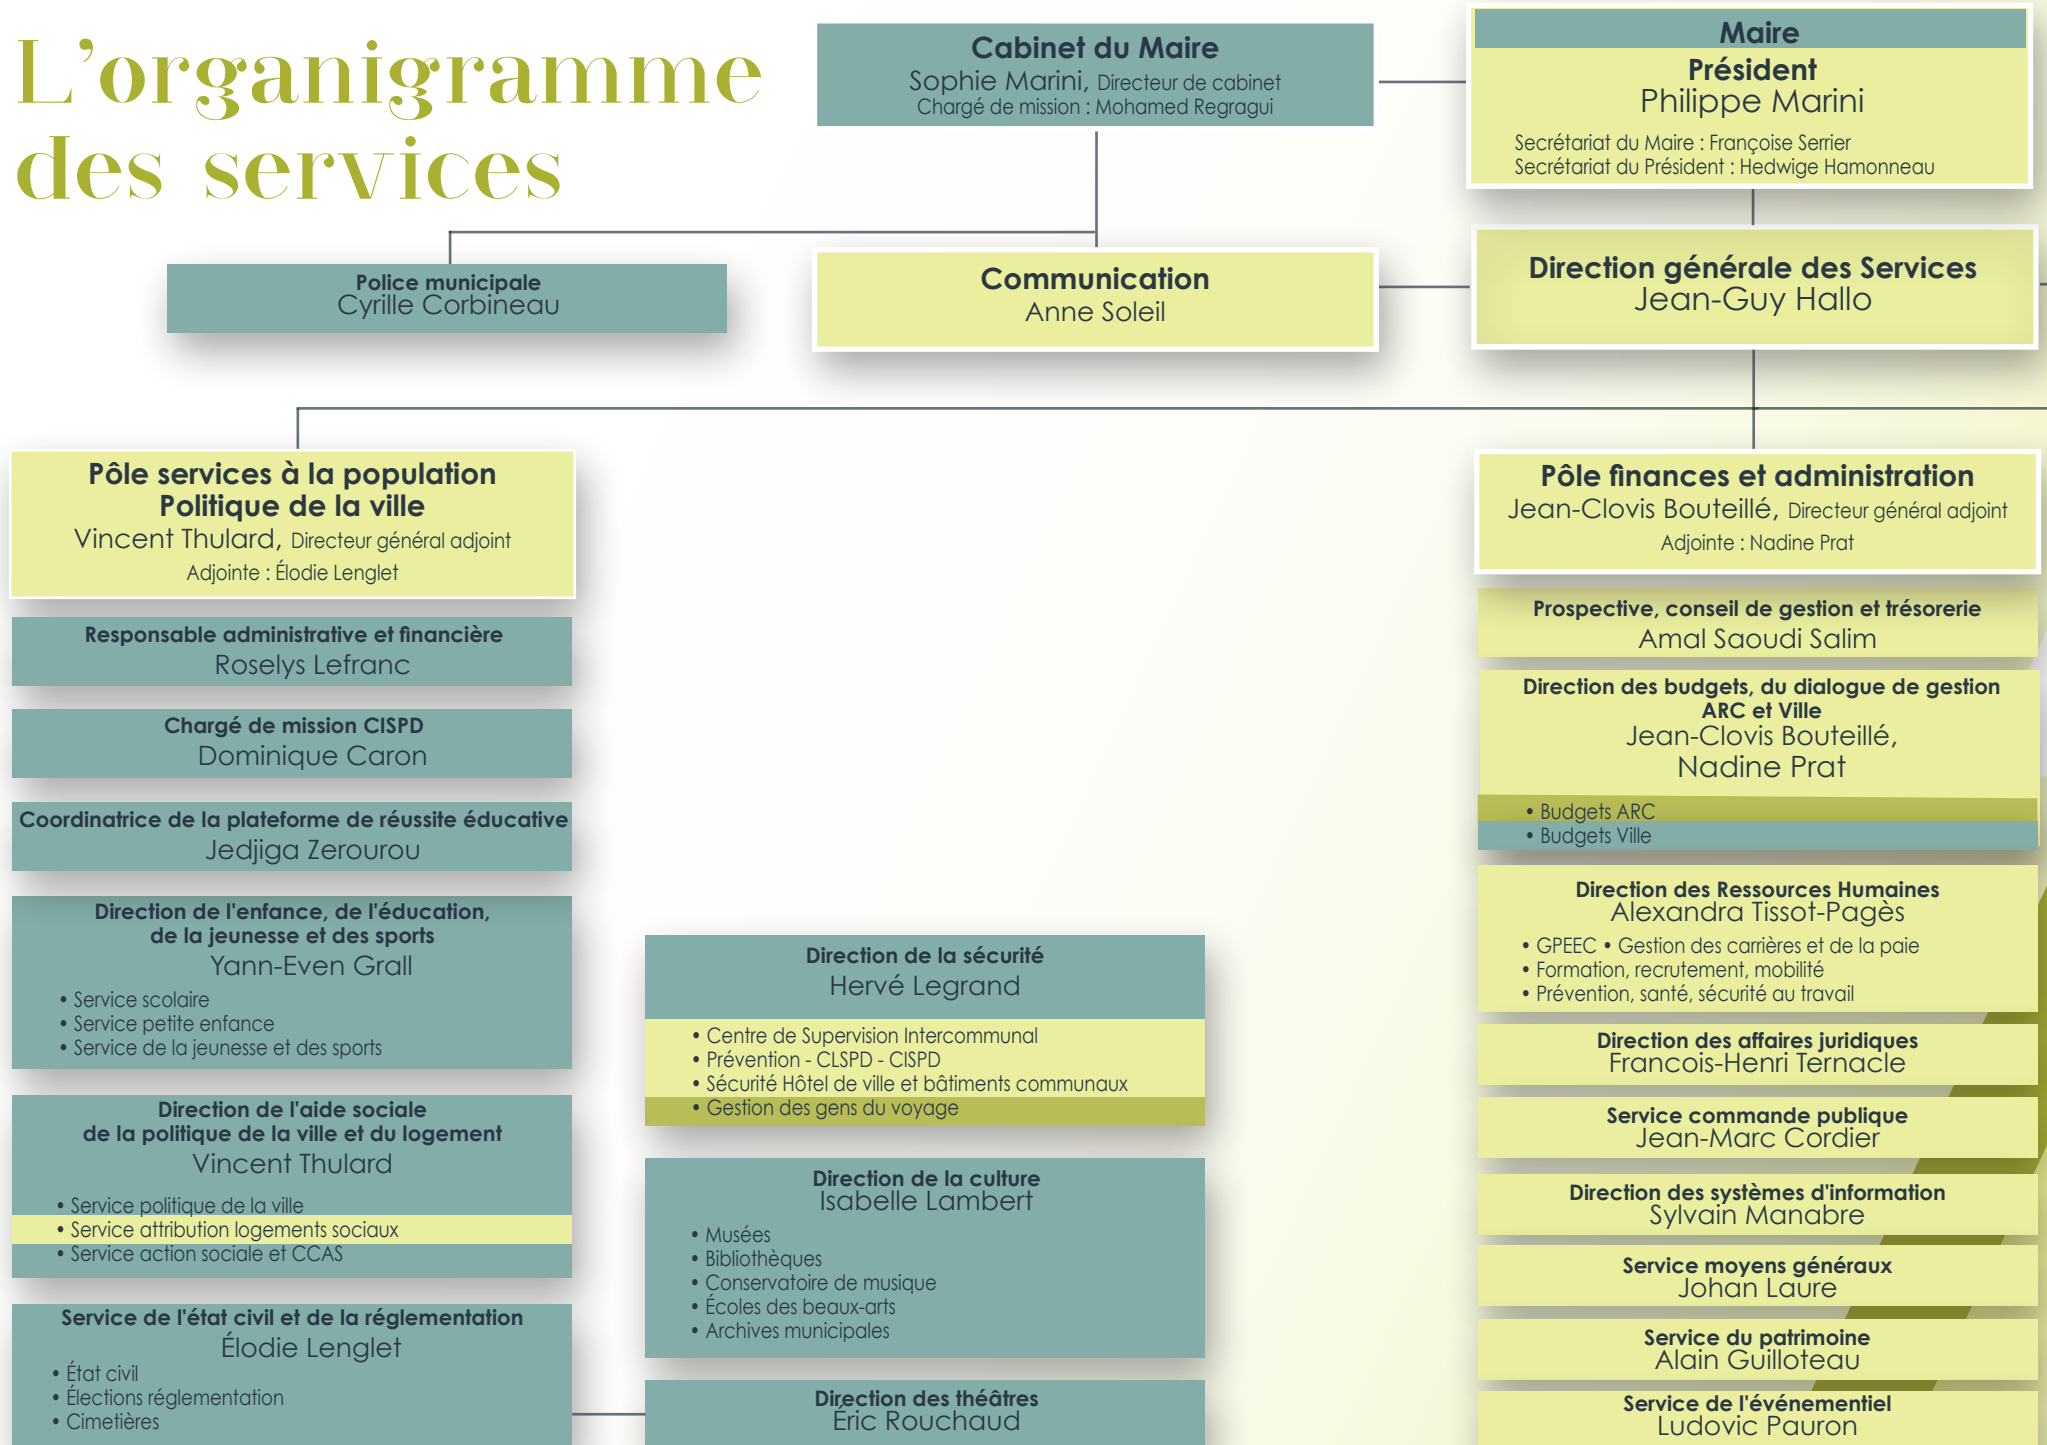 L'organigramme
des services
Cabinet du Maire
Sophie Marini, Directeur de cabinet
Chargé de mission : Mohamed Regragui
Maire
Président
Philippe Marini
Secrétariat du Maire : Françoise Serrier
Secrétariat du Président : Hedwige Hamonneau
Police municipale
Cyrille Corbineau
Communication
Anne Soleil
Direction générale des Services
Jean-Guy Hallo
Pôle services à la population
Politique de la ville
Vincent Thulard, Directeur général adjoint
Adjointe : Élodie Lenglet
Responsable administrative et financière
Roselys Lefranc
Chargé de mission CISPD
Dominique Caron
Coordinatrice de la plateforme de réussite éducative
Jedjiga Zerourou
Direction de l'enfance, de l'éducation,
de la jeunesse et des sports
Yann-Even Grall
• Service scolaire
• Service petite enfance
• Service de la jeunesse et des sports
Direction de l'aide sociale
de la politique de la ville et du logement
Vincent Thulard
• Service politique de la ville
• Service attribution logements sociaux
• Service action sociale et CCAS
Service de l'état civil et de la réglementation
Élodie Lenglet
• État civil
• Élections réglementation
• Cimetières
Direction de la sécurité
Hervé Legrand
• Centre de Supervision Intercommunal
• Prévention - CLSPD - CISPD
• Sécurité Hôtel de ville et bâtiments communaux
• Gestion des gens du voyage
Direction de la culture
Isabelle Lambert
• Musées
• Bibliothèques
• Conservatoire de musique
• Écoles des beaux-arts
• Archives municipales
Direction des théâtres
Éric Rouchaud
Pôle finances et administration
Jean-Clovis Bouteillé, Directeur général adjoint
Adjointe : Nadine Prat
Prospective, conseil de gestion et trésorerie
Amal Saoudi Salim
Direction des budgets, du dialogue de gestion
ARC et Ville
Jean-Clovis Bouteillé,
Nadine Prat
• Budgets ARC
• Budgets Ville
Direction des Ressources Humaines
Alexandra Tissot-Pagès
• GPEEC • Gestion des carrières et de la paie
• Formation, recrutement, mobilité
• Prévention, santé, sécurité au travail
Direction des affaires juridiques
Francois-Henri Ternacle
Service commande publique
Jean-Marc Cordier
Direction des systèmes d'information
Sylvain Manabre
Service moyens généraux
Johan Laure
Service du patrimoine
Alain Guilloteau
Service de l'événementiel
Ludovic Pauron